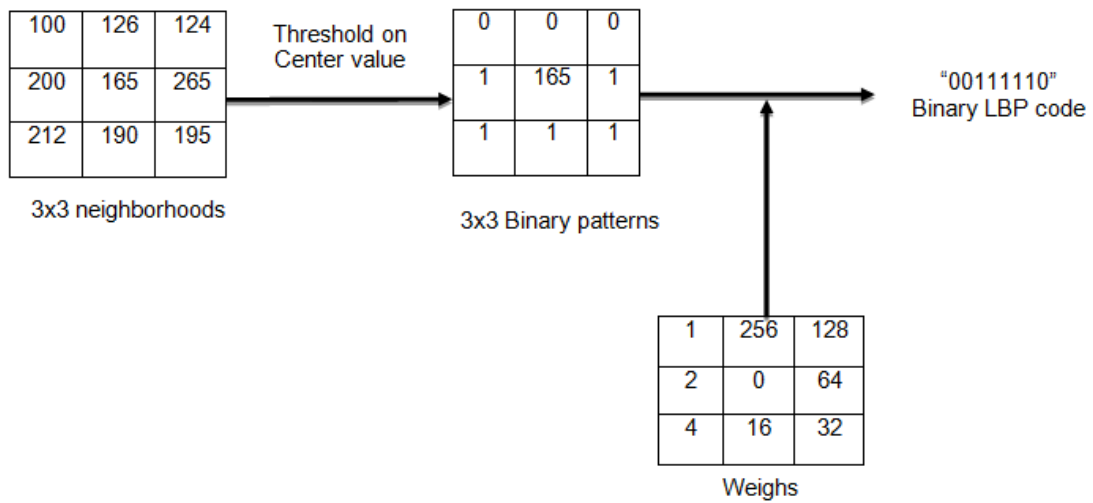 100 126 124
200 165 265
212 190 195
3x3 neighborhoods
Threshold on
Center value
0 0 0
1 165 1
1 1 1
3x3 Binary patterns
“00111110”
Binary LBP code
1 256 128
2 0 64
4 16 32
Weighs